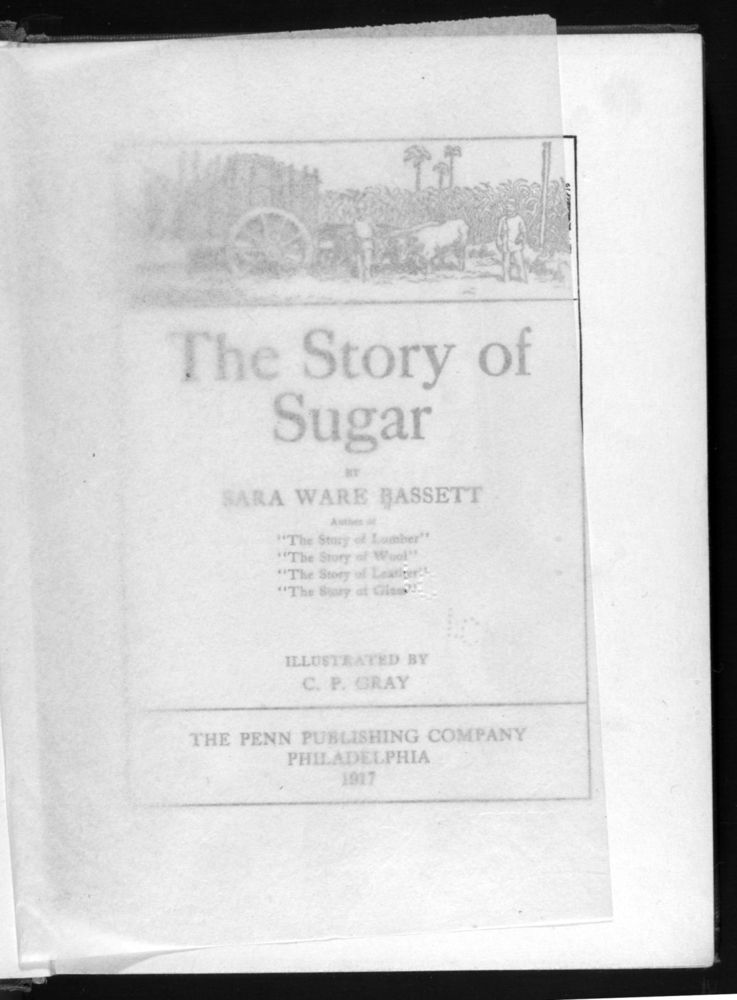 The Story of
Sugar
BY
SARA WARE BASSETT
Author of
"The Story of Lumber"
"The Story of Wool"
"The Story of Leather"
"The Story of Glass"
ILLUSTRATED BY
C. P. GRAY
THE PENN PUBLISHING COMPANY
PHILADELPHIA
1917